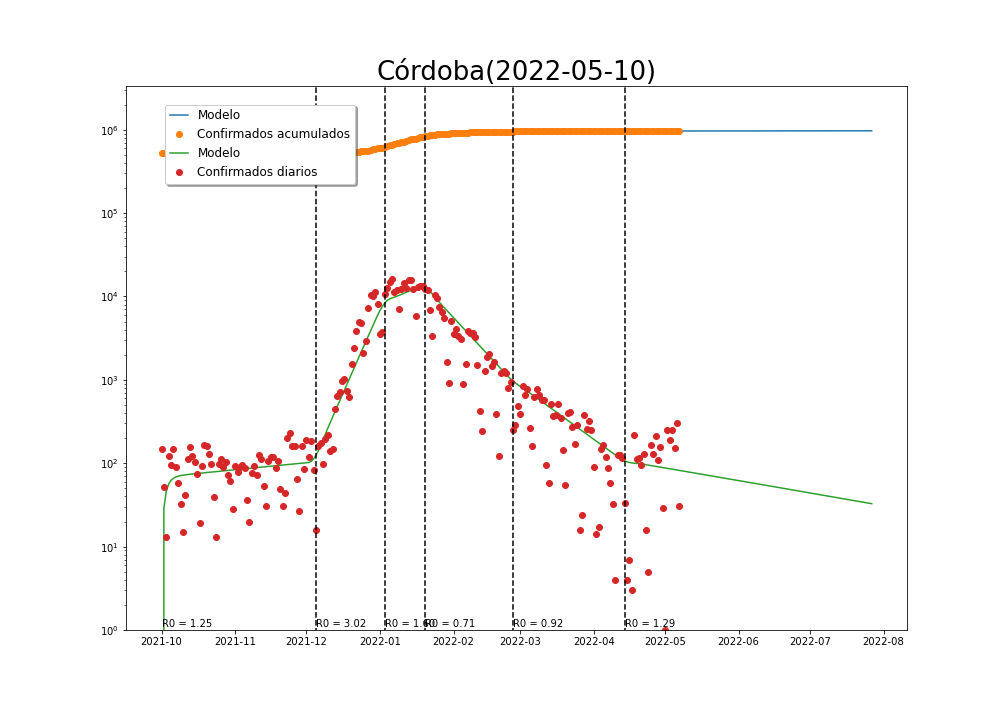 Córdoba(2022-05-10)
Modelo
Confirmados acumulados
Modelo
Confirmados diarios
10^6
10^5
10^4
10^3
10^2
10^1
10^0
R0 = 1.25 R0 = 3.02 R0 = 1.60 R0 = 0.71 R0 = 0.92 R0 = 1.29
2021-10 2021-11 2021-12 2022-01 2022-02 2022-03 2022-04 2022-05 2022-06 2022-07 2022-08